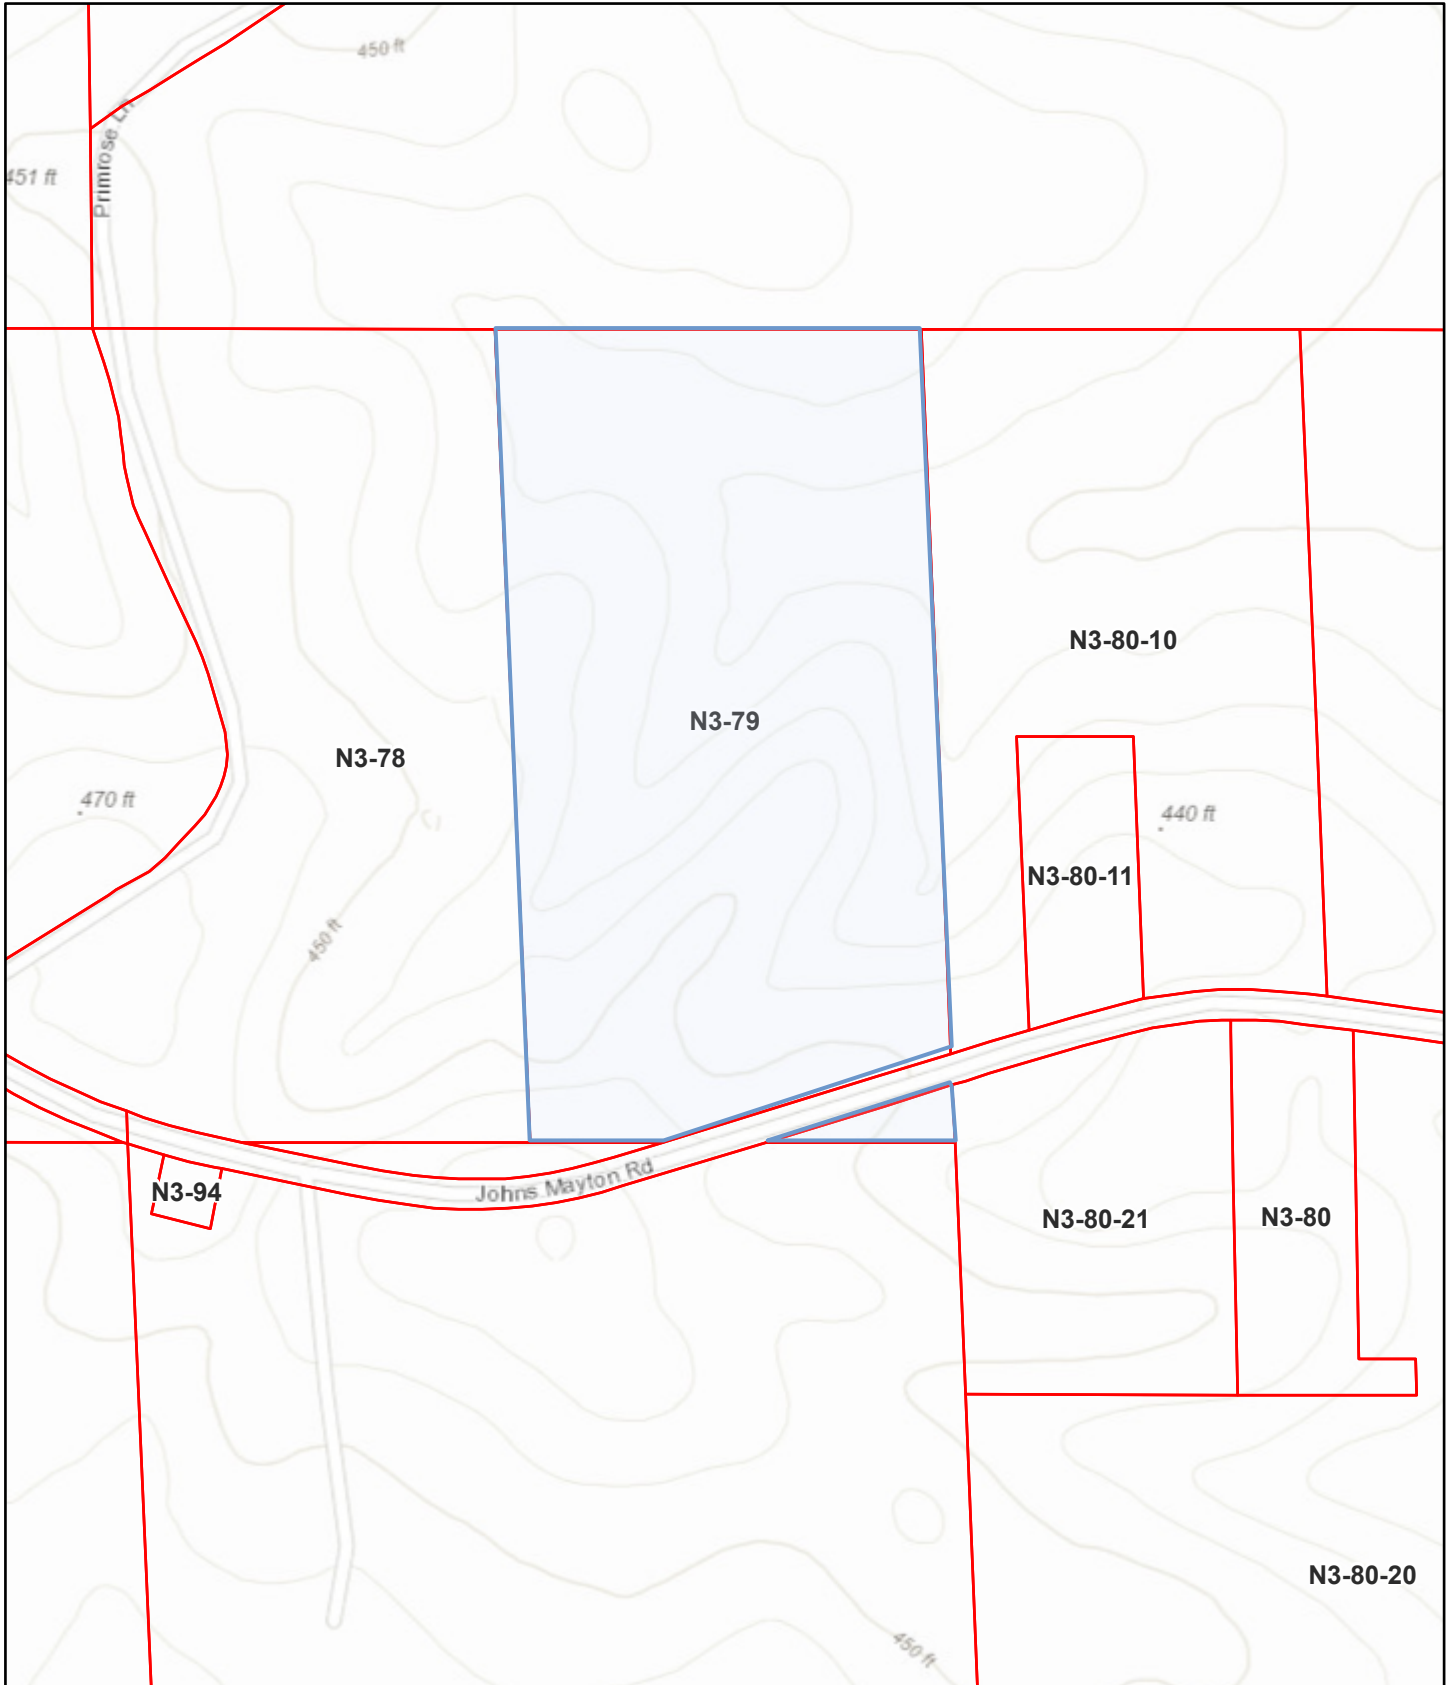 450 ft
Primrose Ln
451 ft
N3-80-10
N3-79
N3-78
470 ft
440 ft
N3-80-11
450 ft
Johns Mayton Rd
N3-94
N3-80-21
N3-80
N3-80-20
450 ft